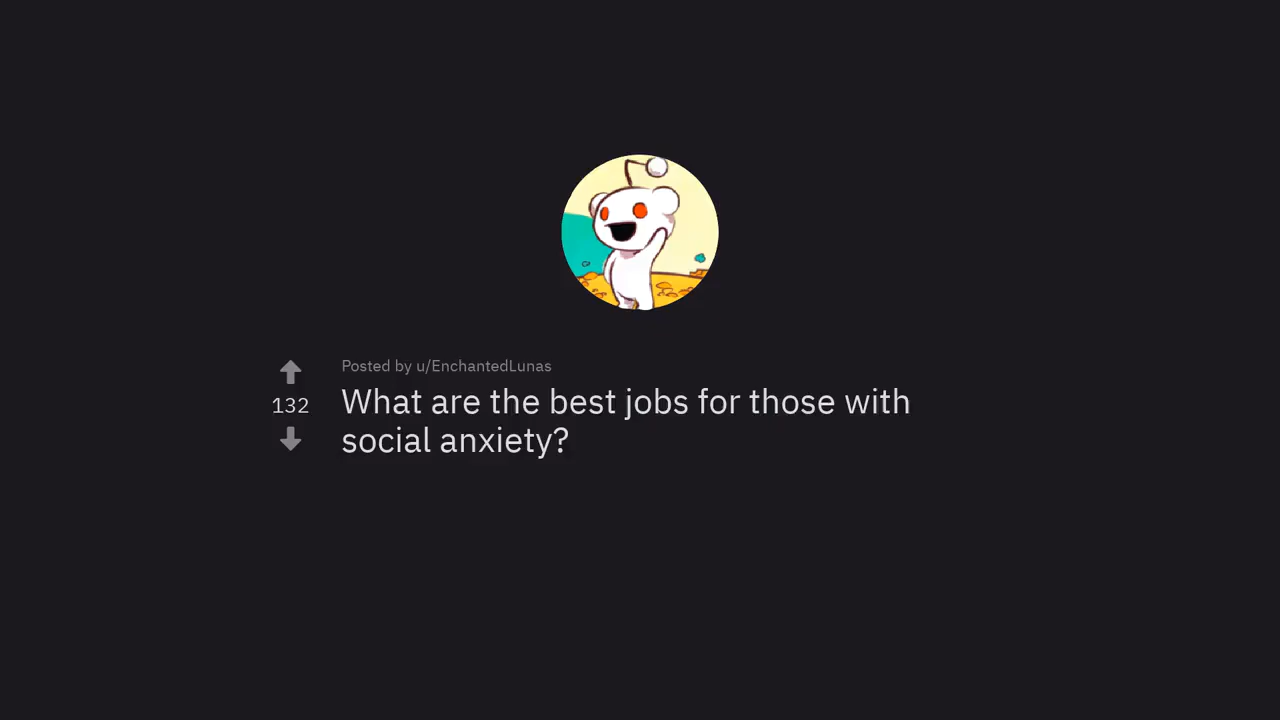 Posted by u/EnchantedLunas
132
What are the best jobs for those with
social anxiety?